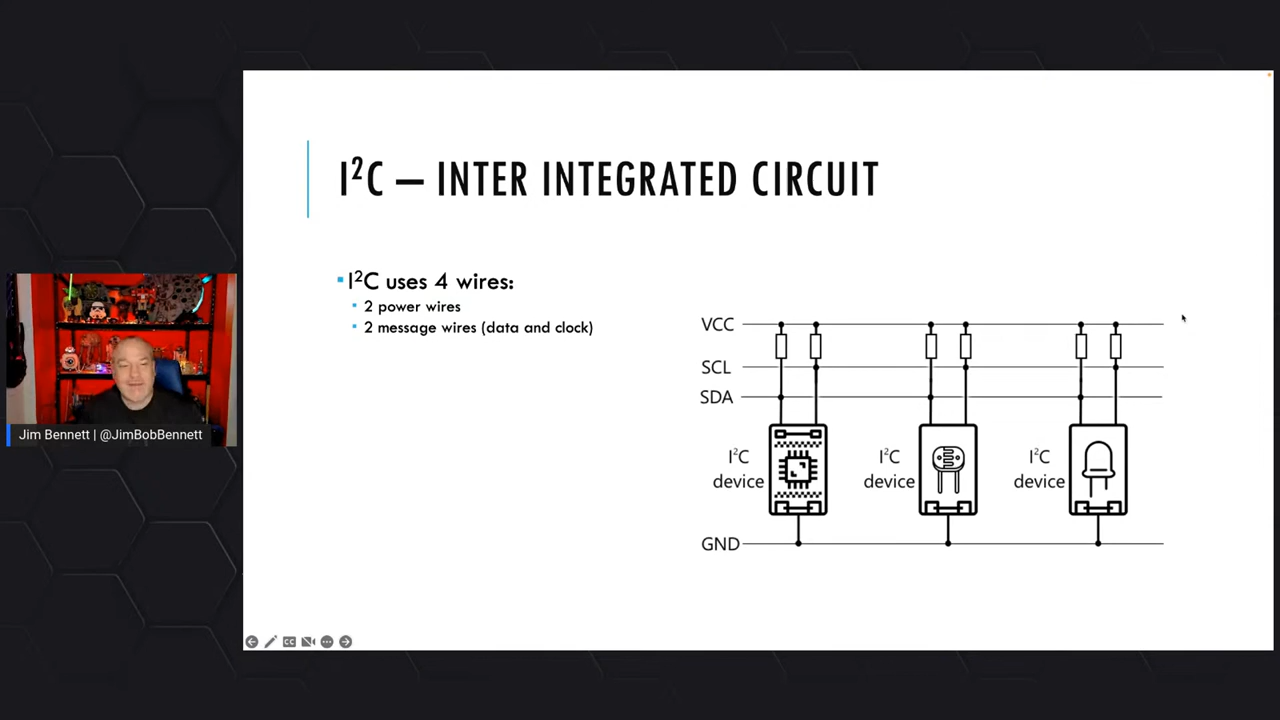 I²C – INTER INTEGRATED CIRCUIT
I²C uses 4 wires:
2 power wires
2 message wires (data and clock)
VCC
SCL
SDA
I²C device
I²C device
I²C device
GND
Jim Bennett | @JimBobBennett
CC